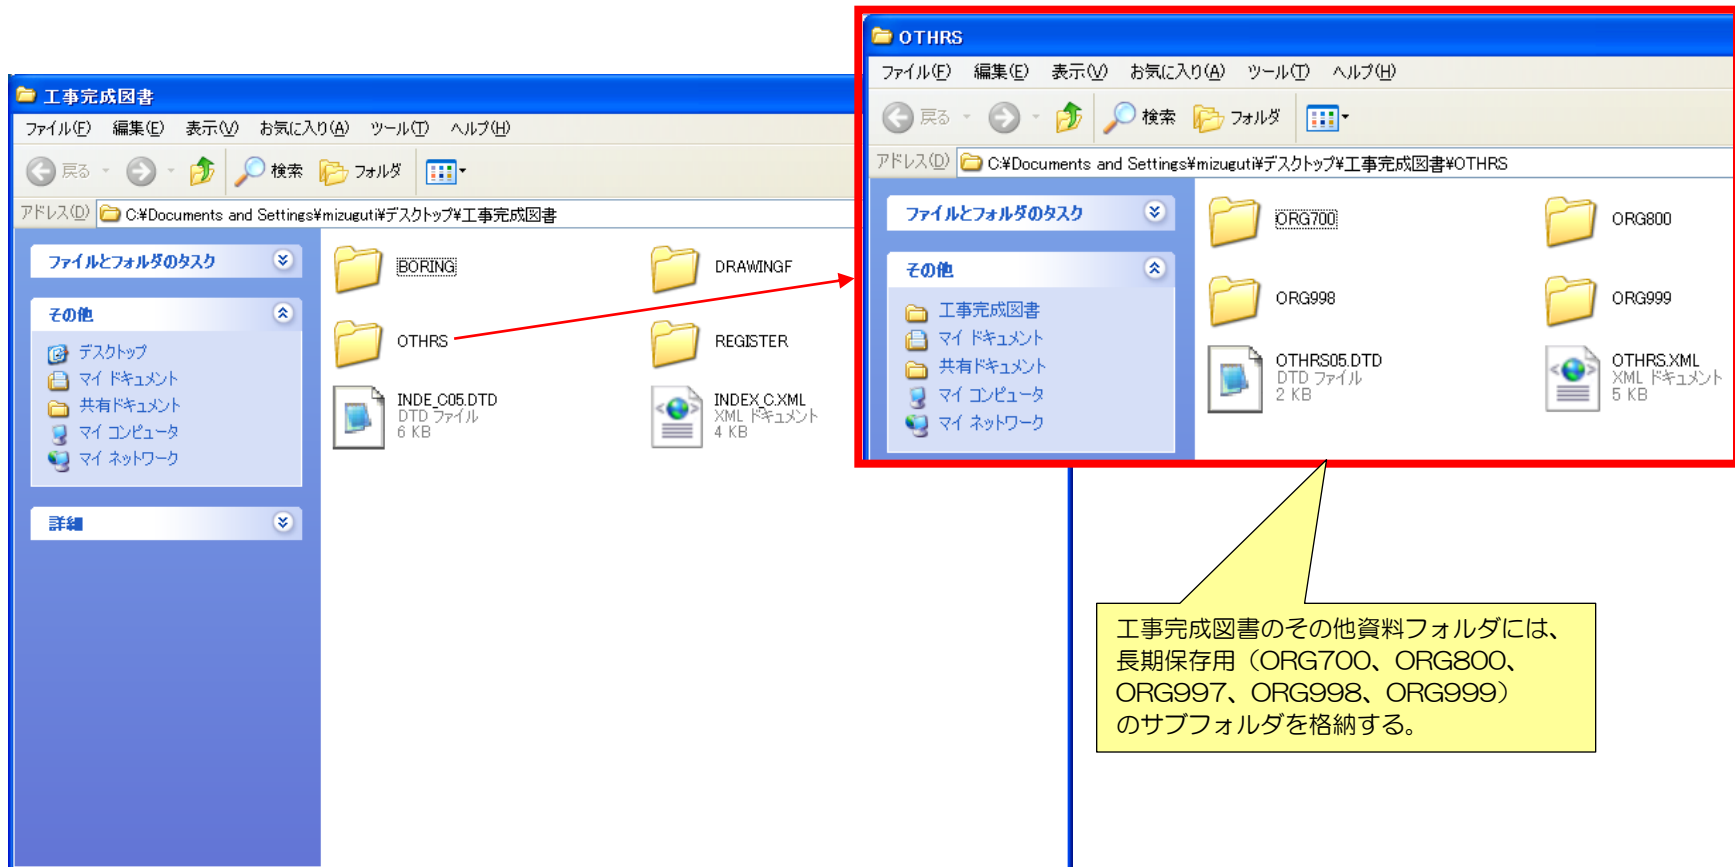 工事完成図書
ファイル(F) 編集(E) 表示(V) お気に入り(A) ツール(T) ヘルプ(H)
戻る 検索 フォルダ
アドレス(D) C:¥Documents and Settings¥mizuguti¥デスクトップ¥工事完成図書
ファイルとフォルダのタスク
その他
デスクトップ
マイ ドキュメント
共有ドキュメント
マイ コンピュータ
マイ ネットワーク
詳細
BORING
DRAWINGF
OTHRS
REGISTER
INDE_C05.DTD
DTD ファイル
6 KB
INDEX_C.XML
XML ドキュメント
4 KB
OTHRS
ファイル(F) 編集(E) 表示(V) お気に入り(A) ツール(T) ヘルプ(H)
戻る 検索 フォルダ
アドレス(D) C:¥Documents and Settings¥mizuguti¥デスクトップ¥工事完成図書¥OTHRS
ファイルとフォルダのタスク
その他
工事完成図書
マイ ドキュメント
共有ドキュメント
マイ コンピュータ
マイ ネットワーク
ORG700
ORG800
ORG998
ORG999
OTHRS05.DTD
DTD ファイル
2 KB
OTHRS.XML
XML ドキュメント
5 KB
工事完成図書のその他資料フォルダには、
長期保存用（ORG700、ORG800、
ORG997、ORG998、ORG999）
のサブフォルダを格納する。